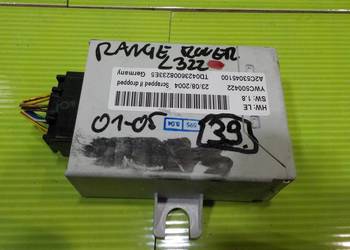 RANGE ROVER
L322
A2C53045100
TD04236008233E5 Germany
YWC500422
23/08/2004 Scrapped if dropped
HW: LE
SW: 1.8
01-05
39